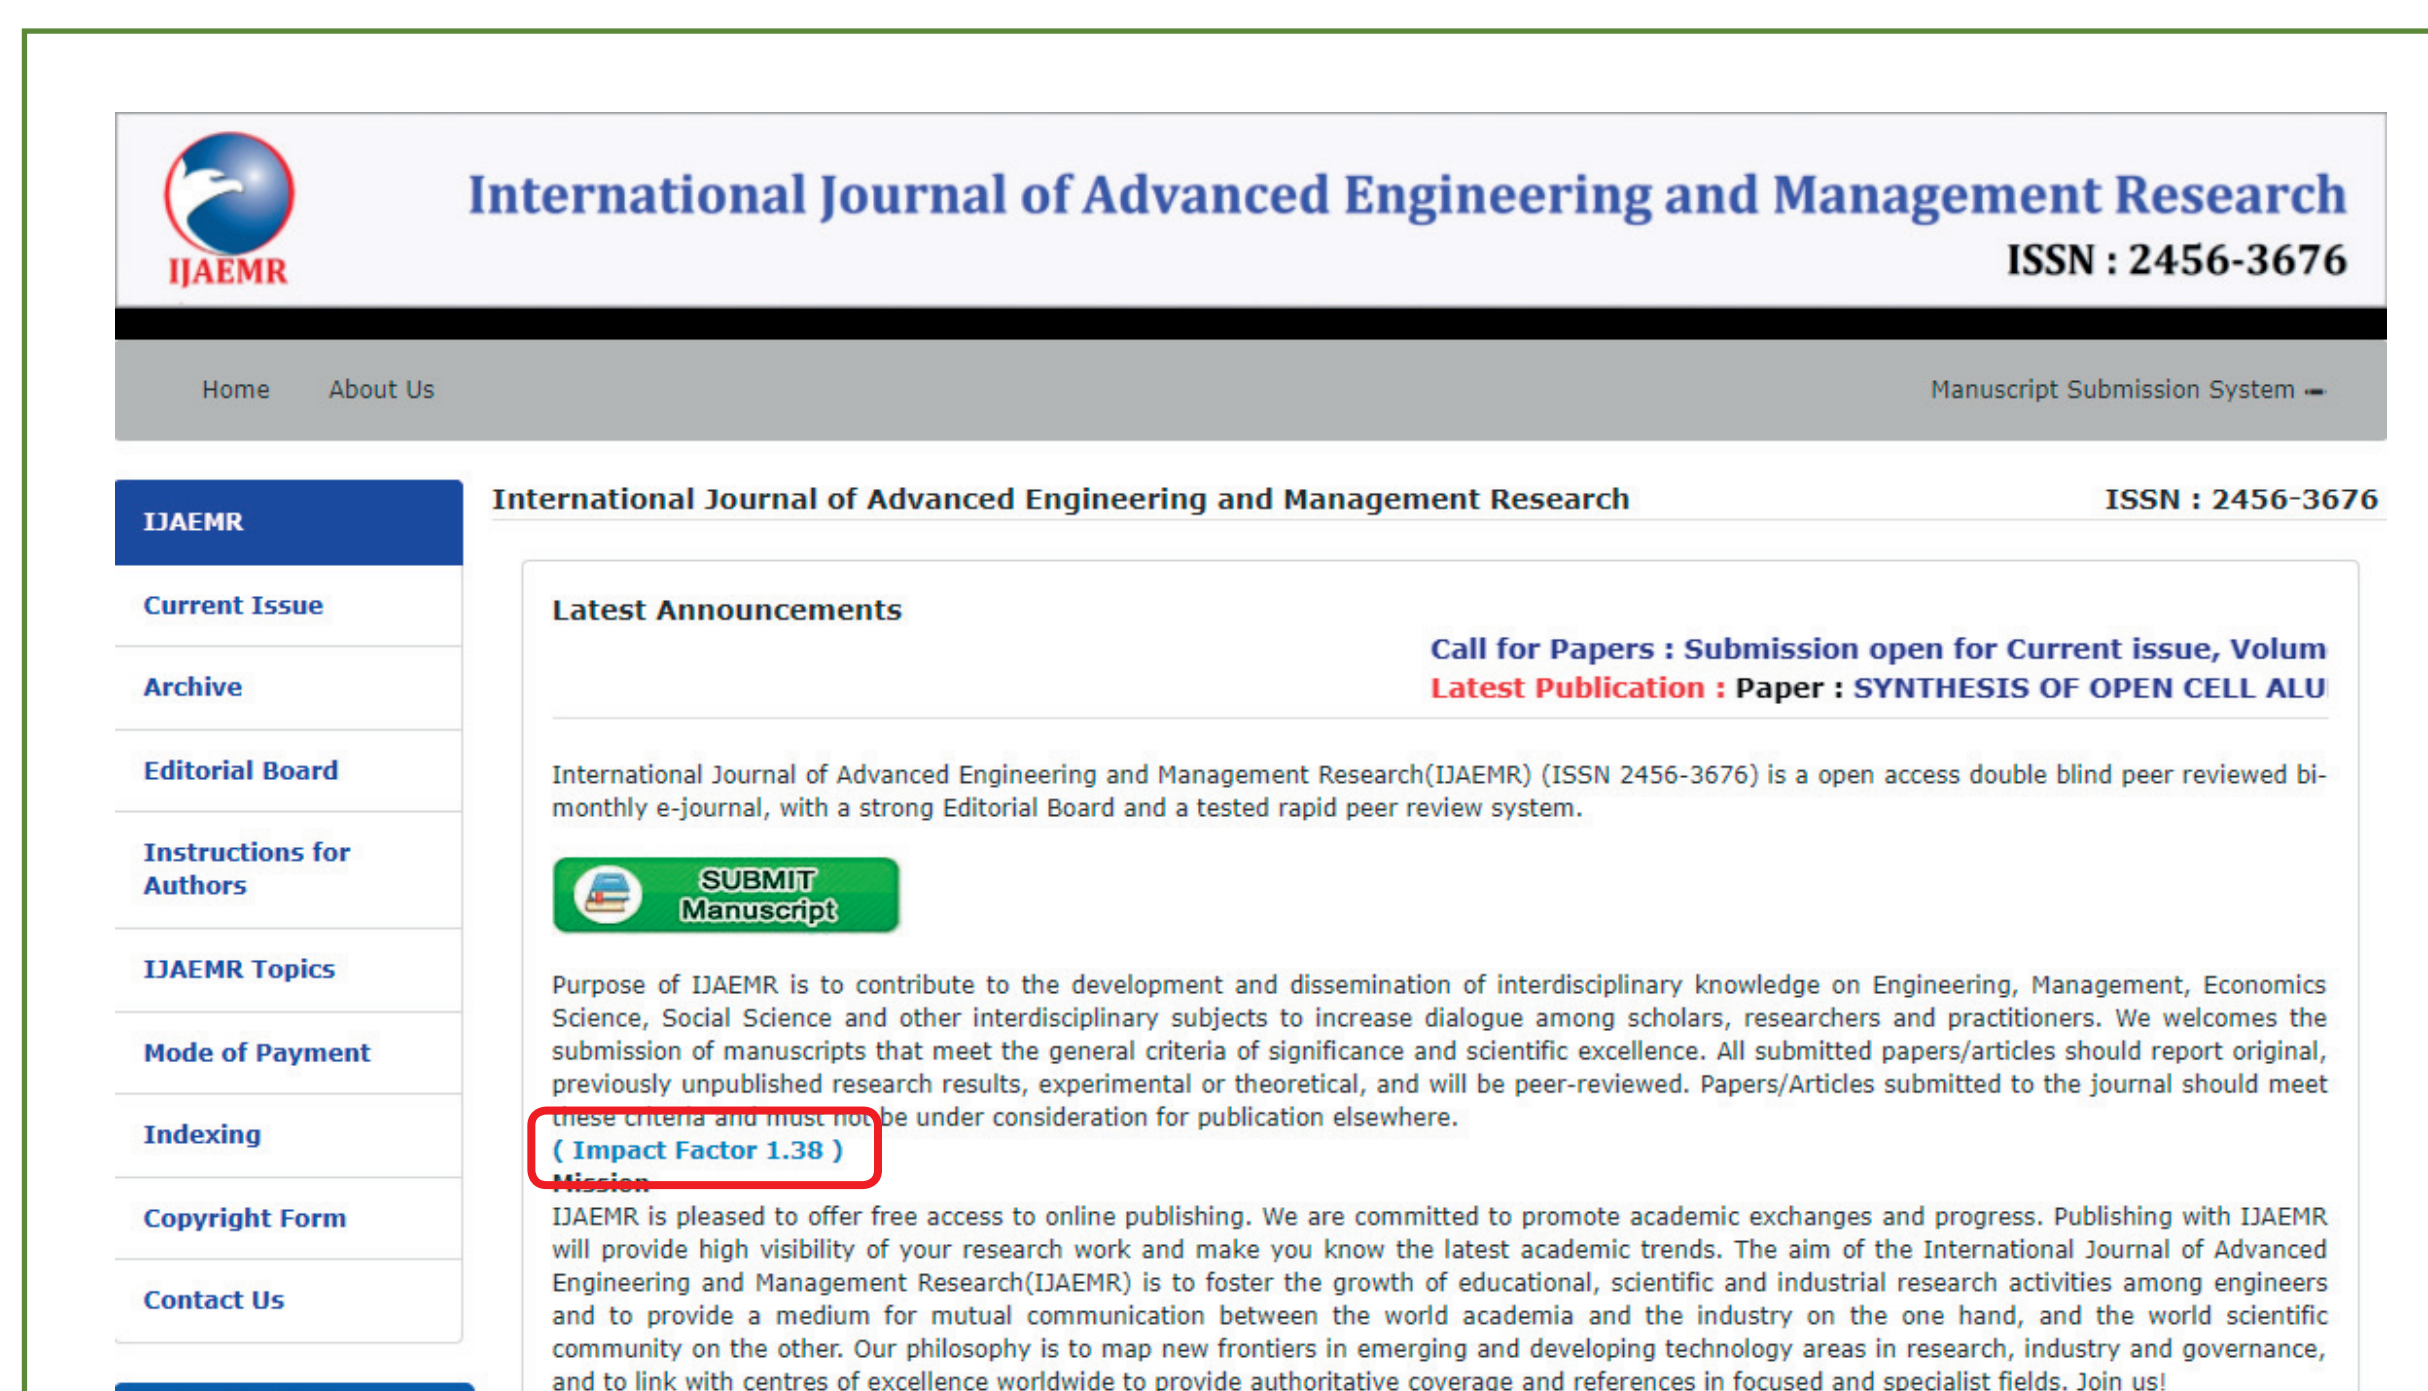 International Journal of Advanced Engineering and Management Research
ISSN : 2456-3676
IJAEMR
Home About Us Manuscript Submission System
IJAEMR
Current Issue
Archive
Editorial Board
Instructions for
Authors
IJAEMR Topics
Mode of Payment
Indexing
Copyright Form
Contact Us
International Journal of Advanced Engineering and Management Research ISSN : 2456-3676
Latest Announcements
Call for Papers : Submission open for Current issue, Volum
Latest Publication : Paper : SYNTHESIS OF OPEN CELL ALU
International Journal of Advanced Engineering and Management Research(IJAEMR) (ISSN 2456-3676) is a open access double blind peer reviewed bi-
monthly e-journal, with a strong Editorial Board and a tested rapid peer review system.
SUBMIT
Manuscript
Purpose of IJAEMR is to contribute to the development and dissemination of interdisciplinary knowledge on Engineering, Management, Economics
Science, Social Science and other interdisciplinary subjects to increase dialogue among scholars, researchers and practitioners. We welcomes the
submission of manuscripts that meet the general criteria of significance and scientific excellence. All submitted papers/articles should report original,
previously unpublished research results, experimental or theoretical, and will be peer-reviewed. Papers/Articles submitted to the journal should meet
these criteria and must not be under consideration for publication elsewhere.
( Impact Factor 1.38 )
Mission
IJAEMR is pleased to offer free access to online publishing. We are committed to promote academic exchanges and progress. Publishing with IJAEMR
will provide high visibility of your research work and make you know the latest academic trends. The aim of the International Journal of Advanced
Engineering and Management Research(IJAEMR) is to foster the growth of educational, scientific and industrial research activities among engineers
and to provide a medium for mutual communication between the world academia and the industry on the one hand, and the world scientific
community on the other. Our philosophy is to map new frontiers in emerging and developing technology areas in research, industry and governance,
and to link with centres of excellence worldwide to provide authoritative coverage and references in focused and specialist fields. Join us!